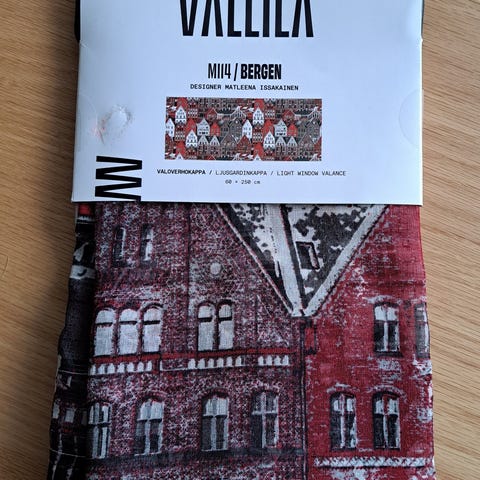 VALLILA
M114 / BERGEN
DESIGNER MATLEENA ISSAKAINEN
VALOVERHOKAPPA / LJUSGARDINKAPPA / LIGHT WINDOW VALANCE
60 × 250 cm